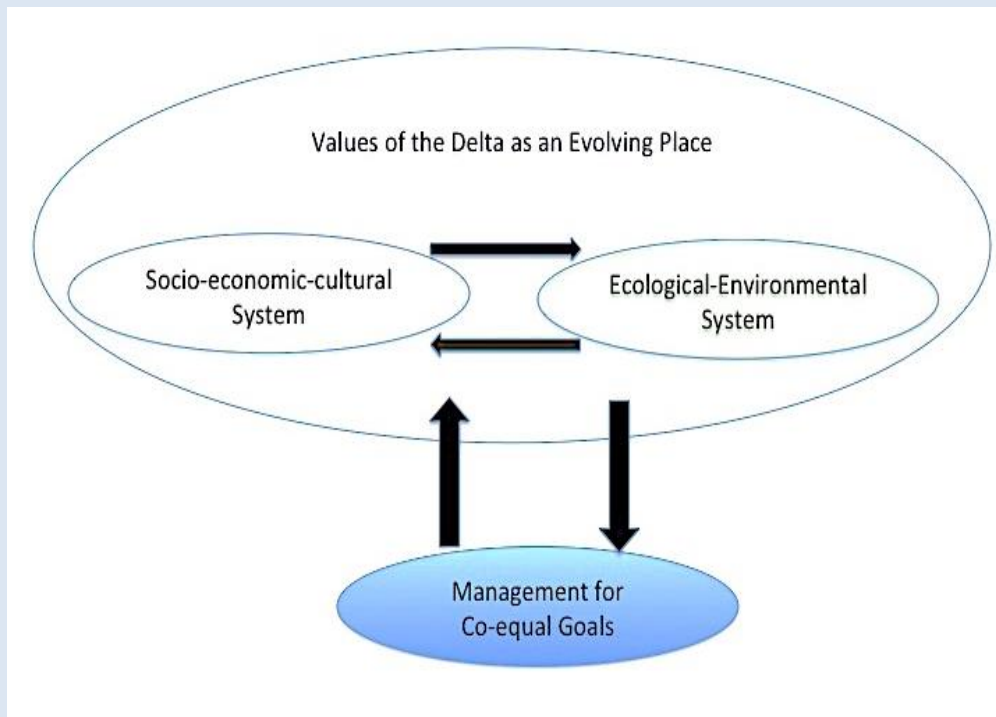 Values of the Delta as an Evolving Place
Socio-economic-cultural
System
Ecological-Environmental
System
Management for
Co-equal Goals